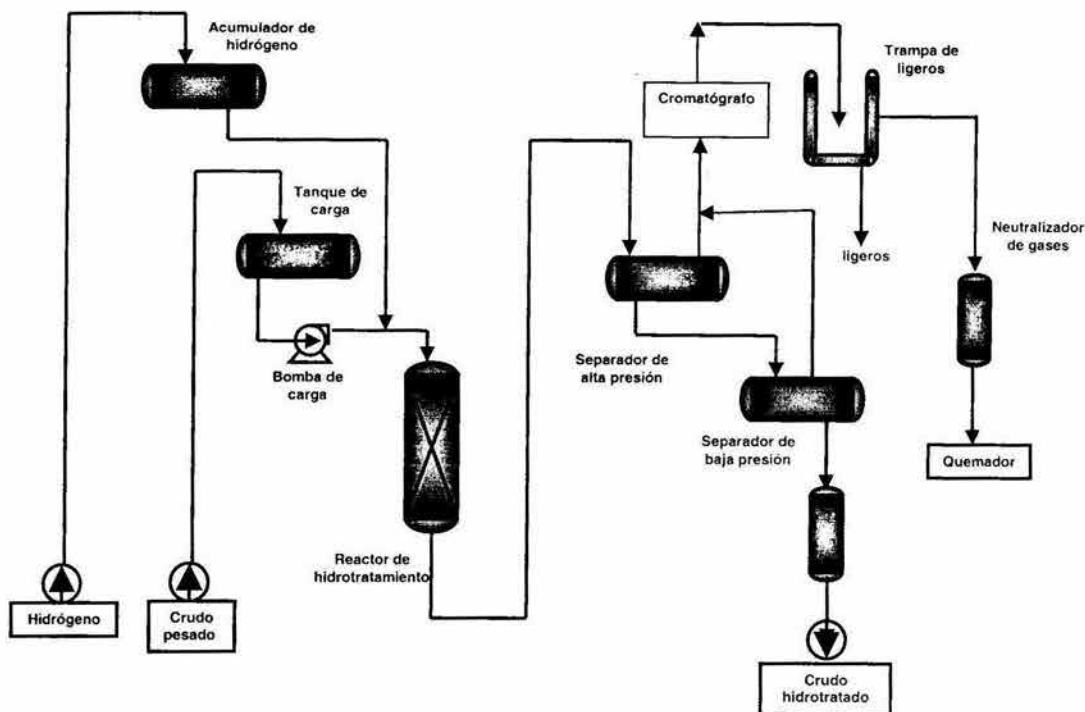 Acumulador de
hidrógeno
Trampa de
ligeros
Cromatógrafo
Tanque de
carga
Neutralizador
de gases
ligeros
Bomba de
carga
Separador de
alta presión
Separador de
baja presión
Quemador
Reactor de
hidrotratamiento
Hidrógeno
Crudo
pesado
Crudo
hidrotratado